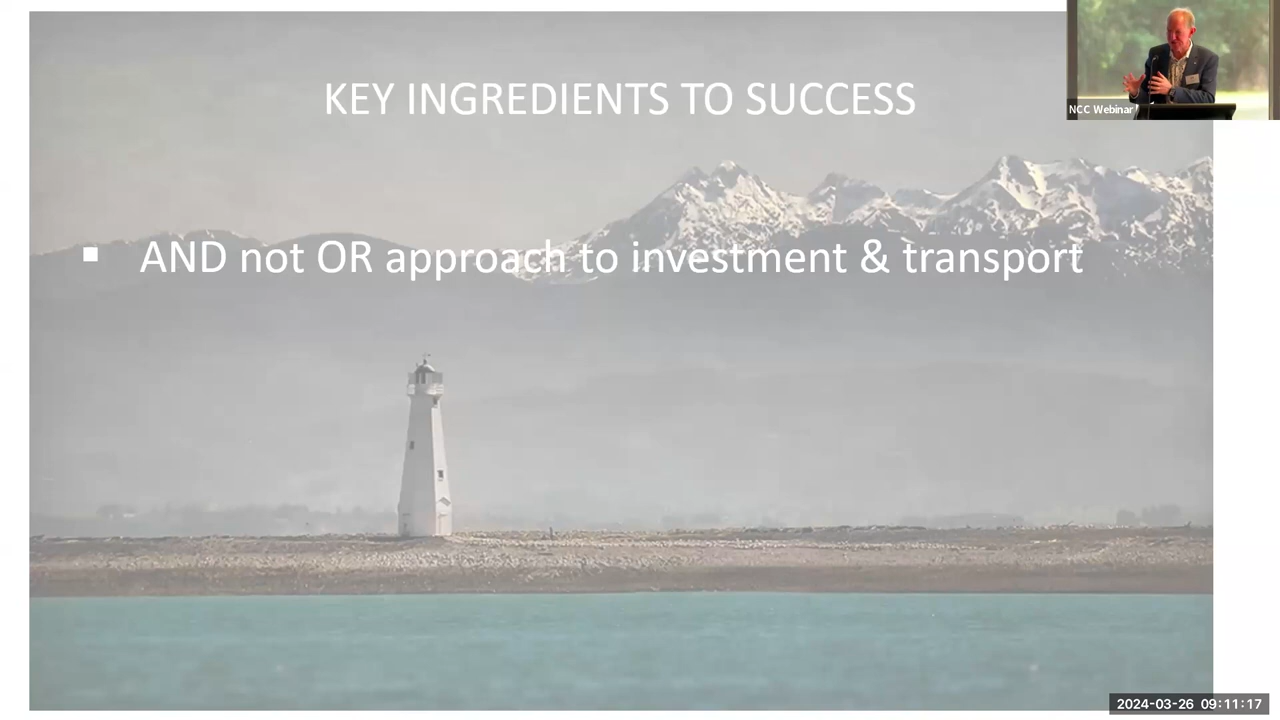 KEY INGREDIENTS TO SUCCESS
NCC Webinar
▪ AND not OR approach to investment & transport
2024-03-26 09:11:17